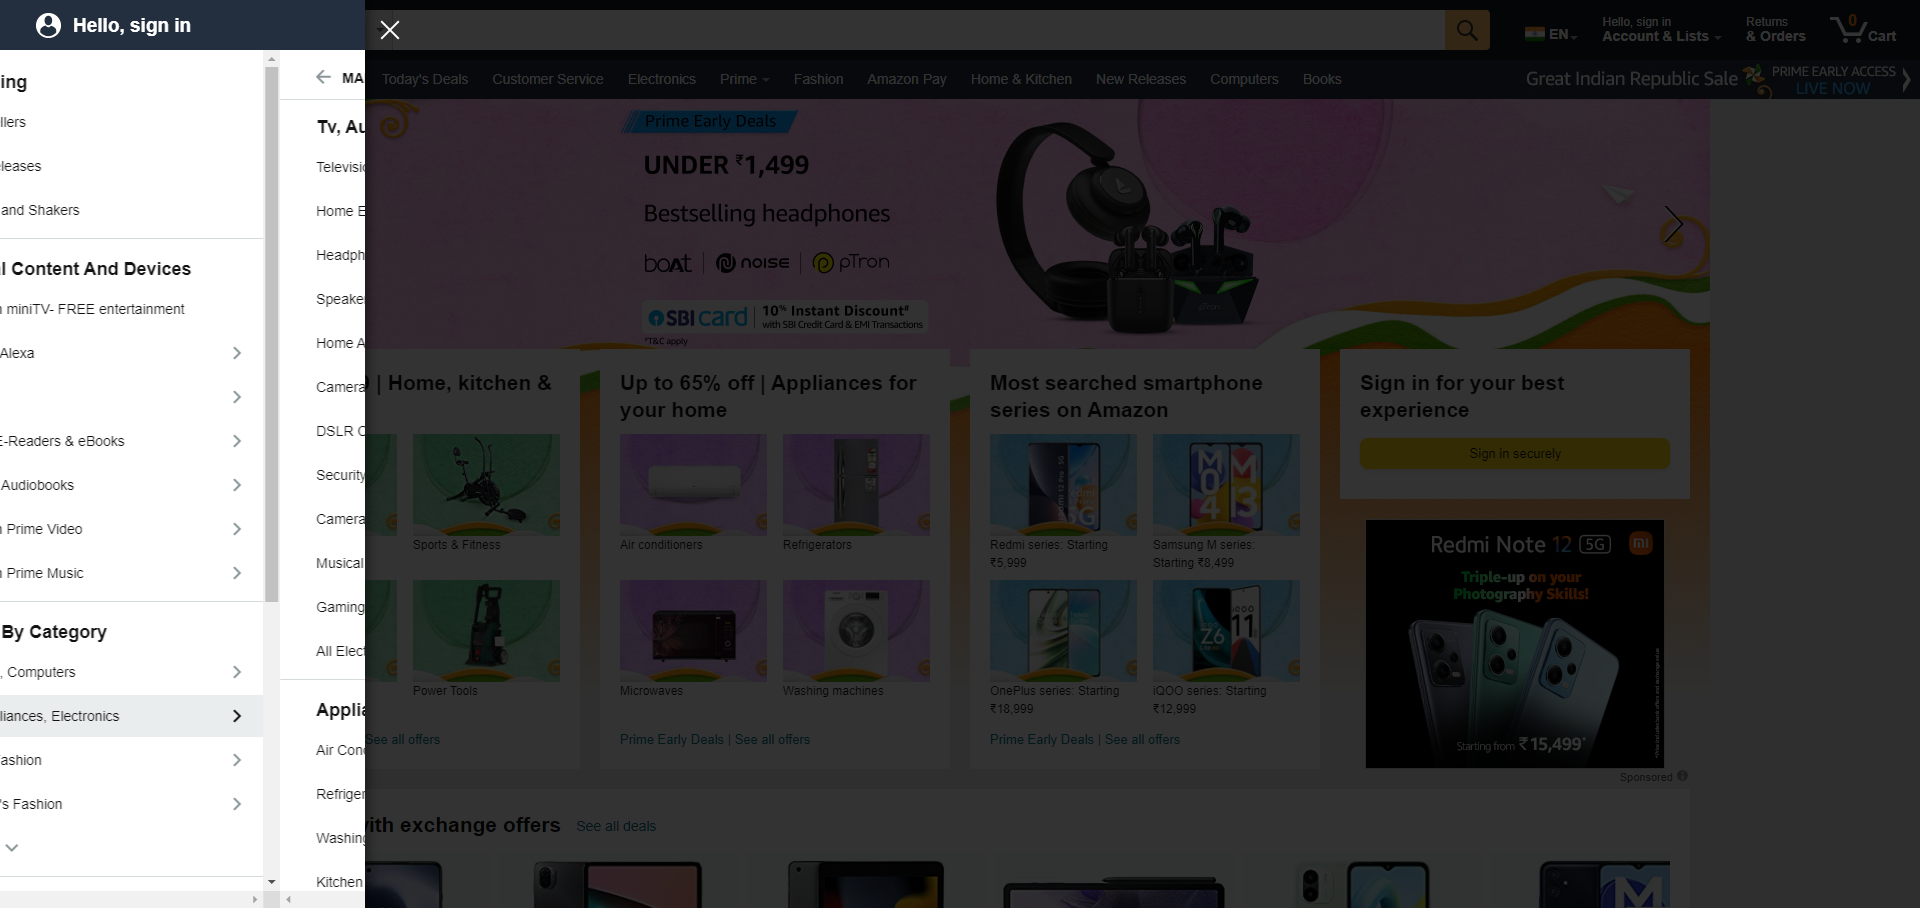 Hello, sign in
EN
Hello, sign in
Account & Lists
Returns
& Orders
0
Cart
Today's Deals
Customer Service
Electronics
Prime
Fashion
Amazon Pay
Home & Kitchen
New Releases
Computers
Books
Great Indian Republic Sale
PRIME EARLY ACCESS
LIVE NOW
ing
llers
eleases
and Shakers
l Content And Devices
miniTV- FREE entertainment
Alexa
E-Readers & eBooks
Audiobooks
Prime Video
Prime Music
By Category
, Computers
liances, Electronics
ashion
's Fashion
MA
Tv, Au
Televisi
Home E
Headph
Speake
Home A
Camera
DSLR C
Security
Camera
Musical
Gaming
All Elect
Applia
Air Con
Refriger
Washing
Kitchen
Prime Early Deals
UNDER ₹1,499
Bestselling headphones
boAt
noise
pTron
SBI card
10% Instant Discount#
with SBI Credit Card & EMI Transactions
*T&C apply
| Home, kitchen &
Sports & Fitness
Power Tools
See all offers
Up to 65% off | Appliances for
your home
Air conditioners
Refrigerators
Microwaves
Washing machines
Prime Early Deals | See all offers
Most searched smartphone
series on Amazon
M
04
M
13
Redmi series: Starting
₹5,999
Samsung M series:
Starting ₹8,499
iQOO
Z6
11
OnePlus series: Starting
₹18,999
iQOO series: Starting
₹12,999
Prime Early Deals | See all offers
Sign in for your best
experience
Sign in securely
Redmi Note 12 5G
mi
Triple-up on your
Photography Skills!
Starting from ₹15,499*
Sponsored
ith exchange offers
See all deals
M